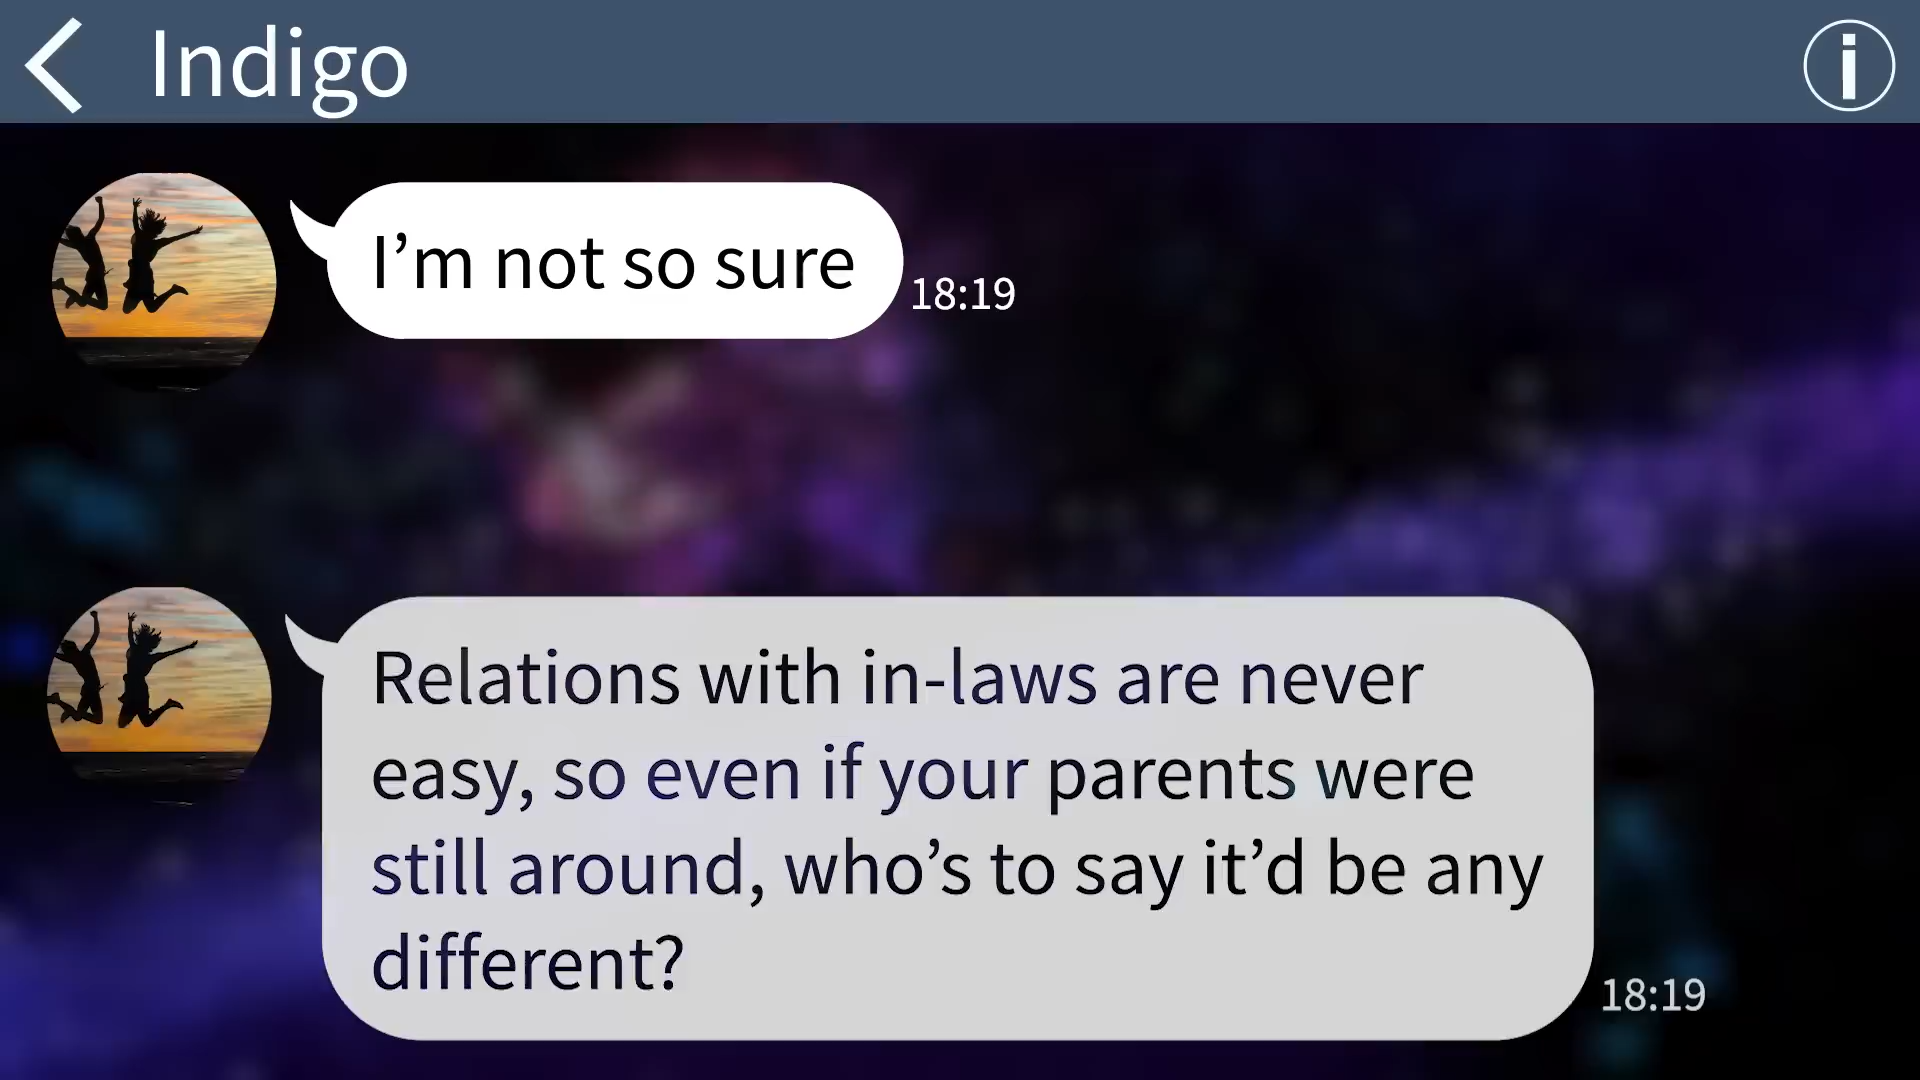 Indigo
I’m not so sure
18:19
Relations with in-laws are never
easy, so even if your parents were
still around, who’s to say it’d be any
different?
18:19